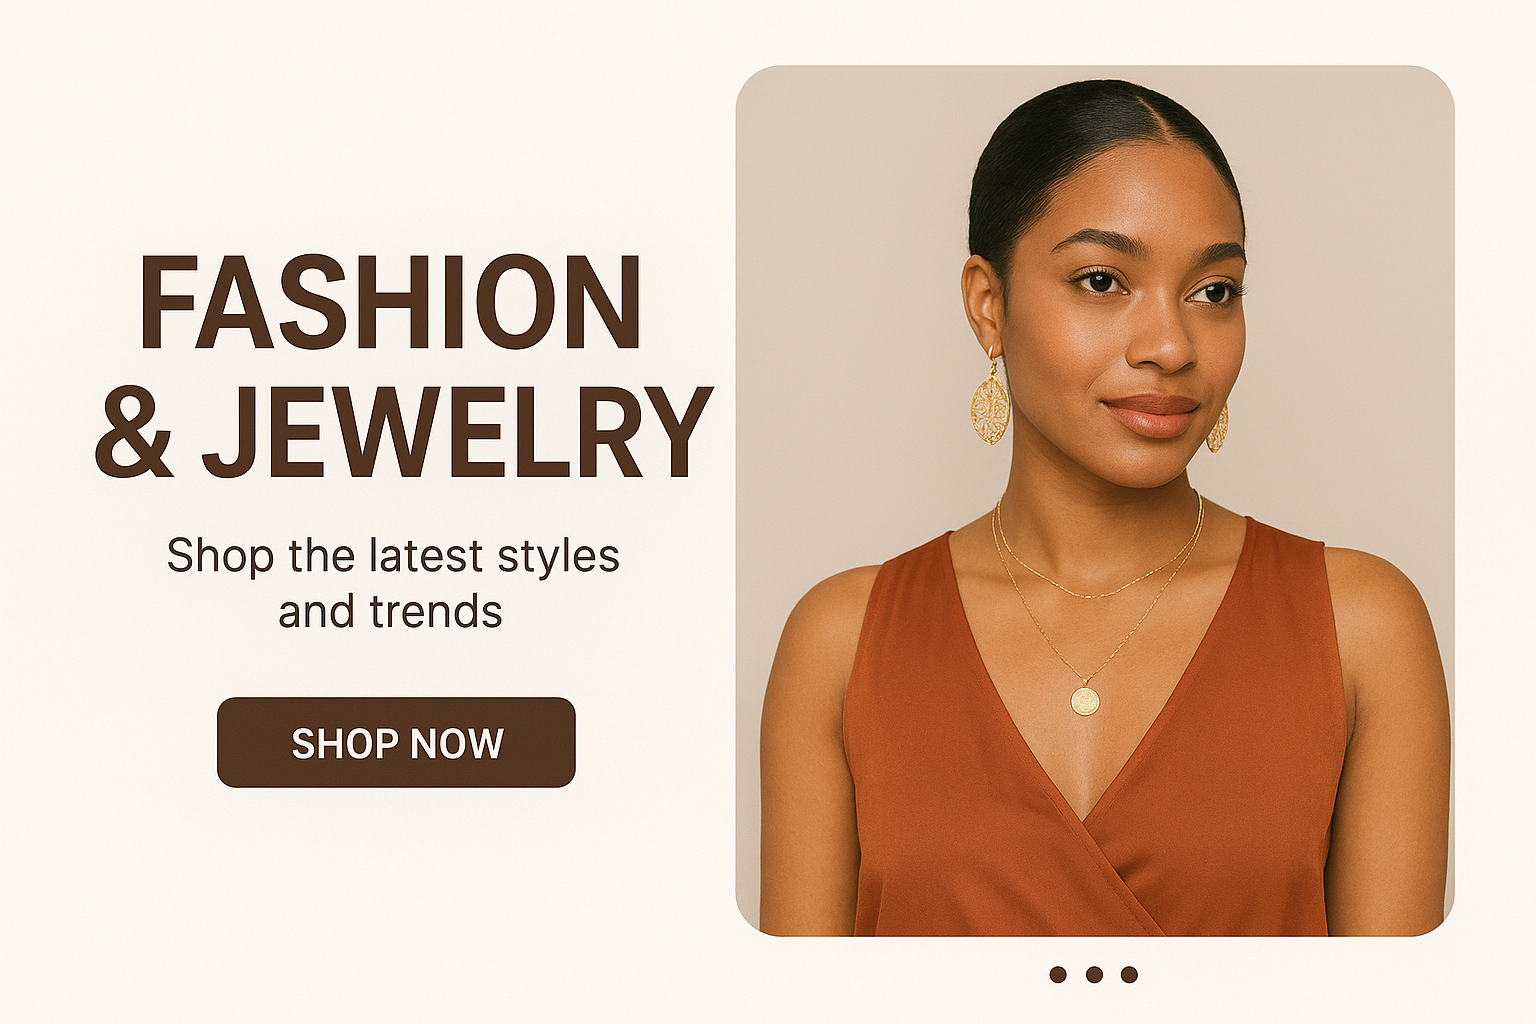 FASHION
& JEWELRY
Shop the latest styles
and trends
SHOP NOW